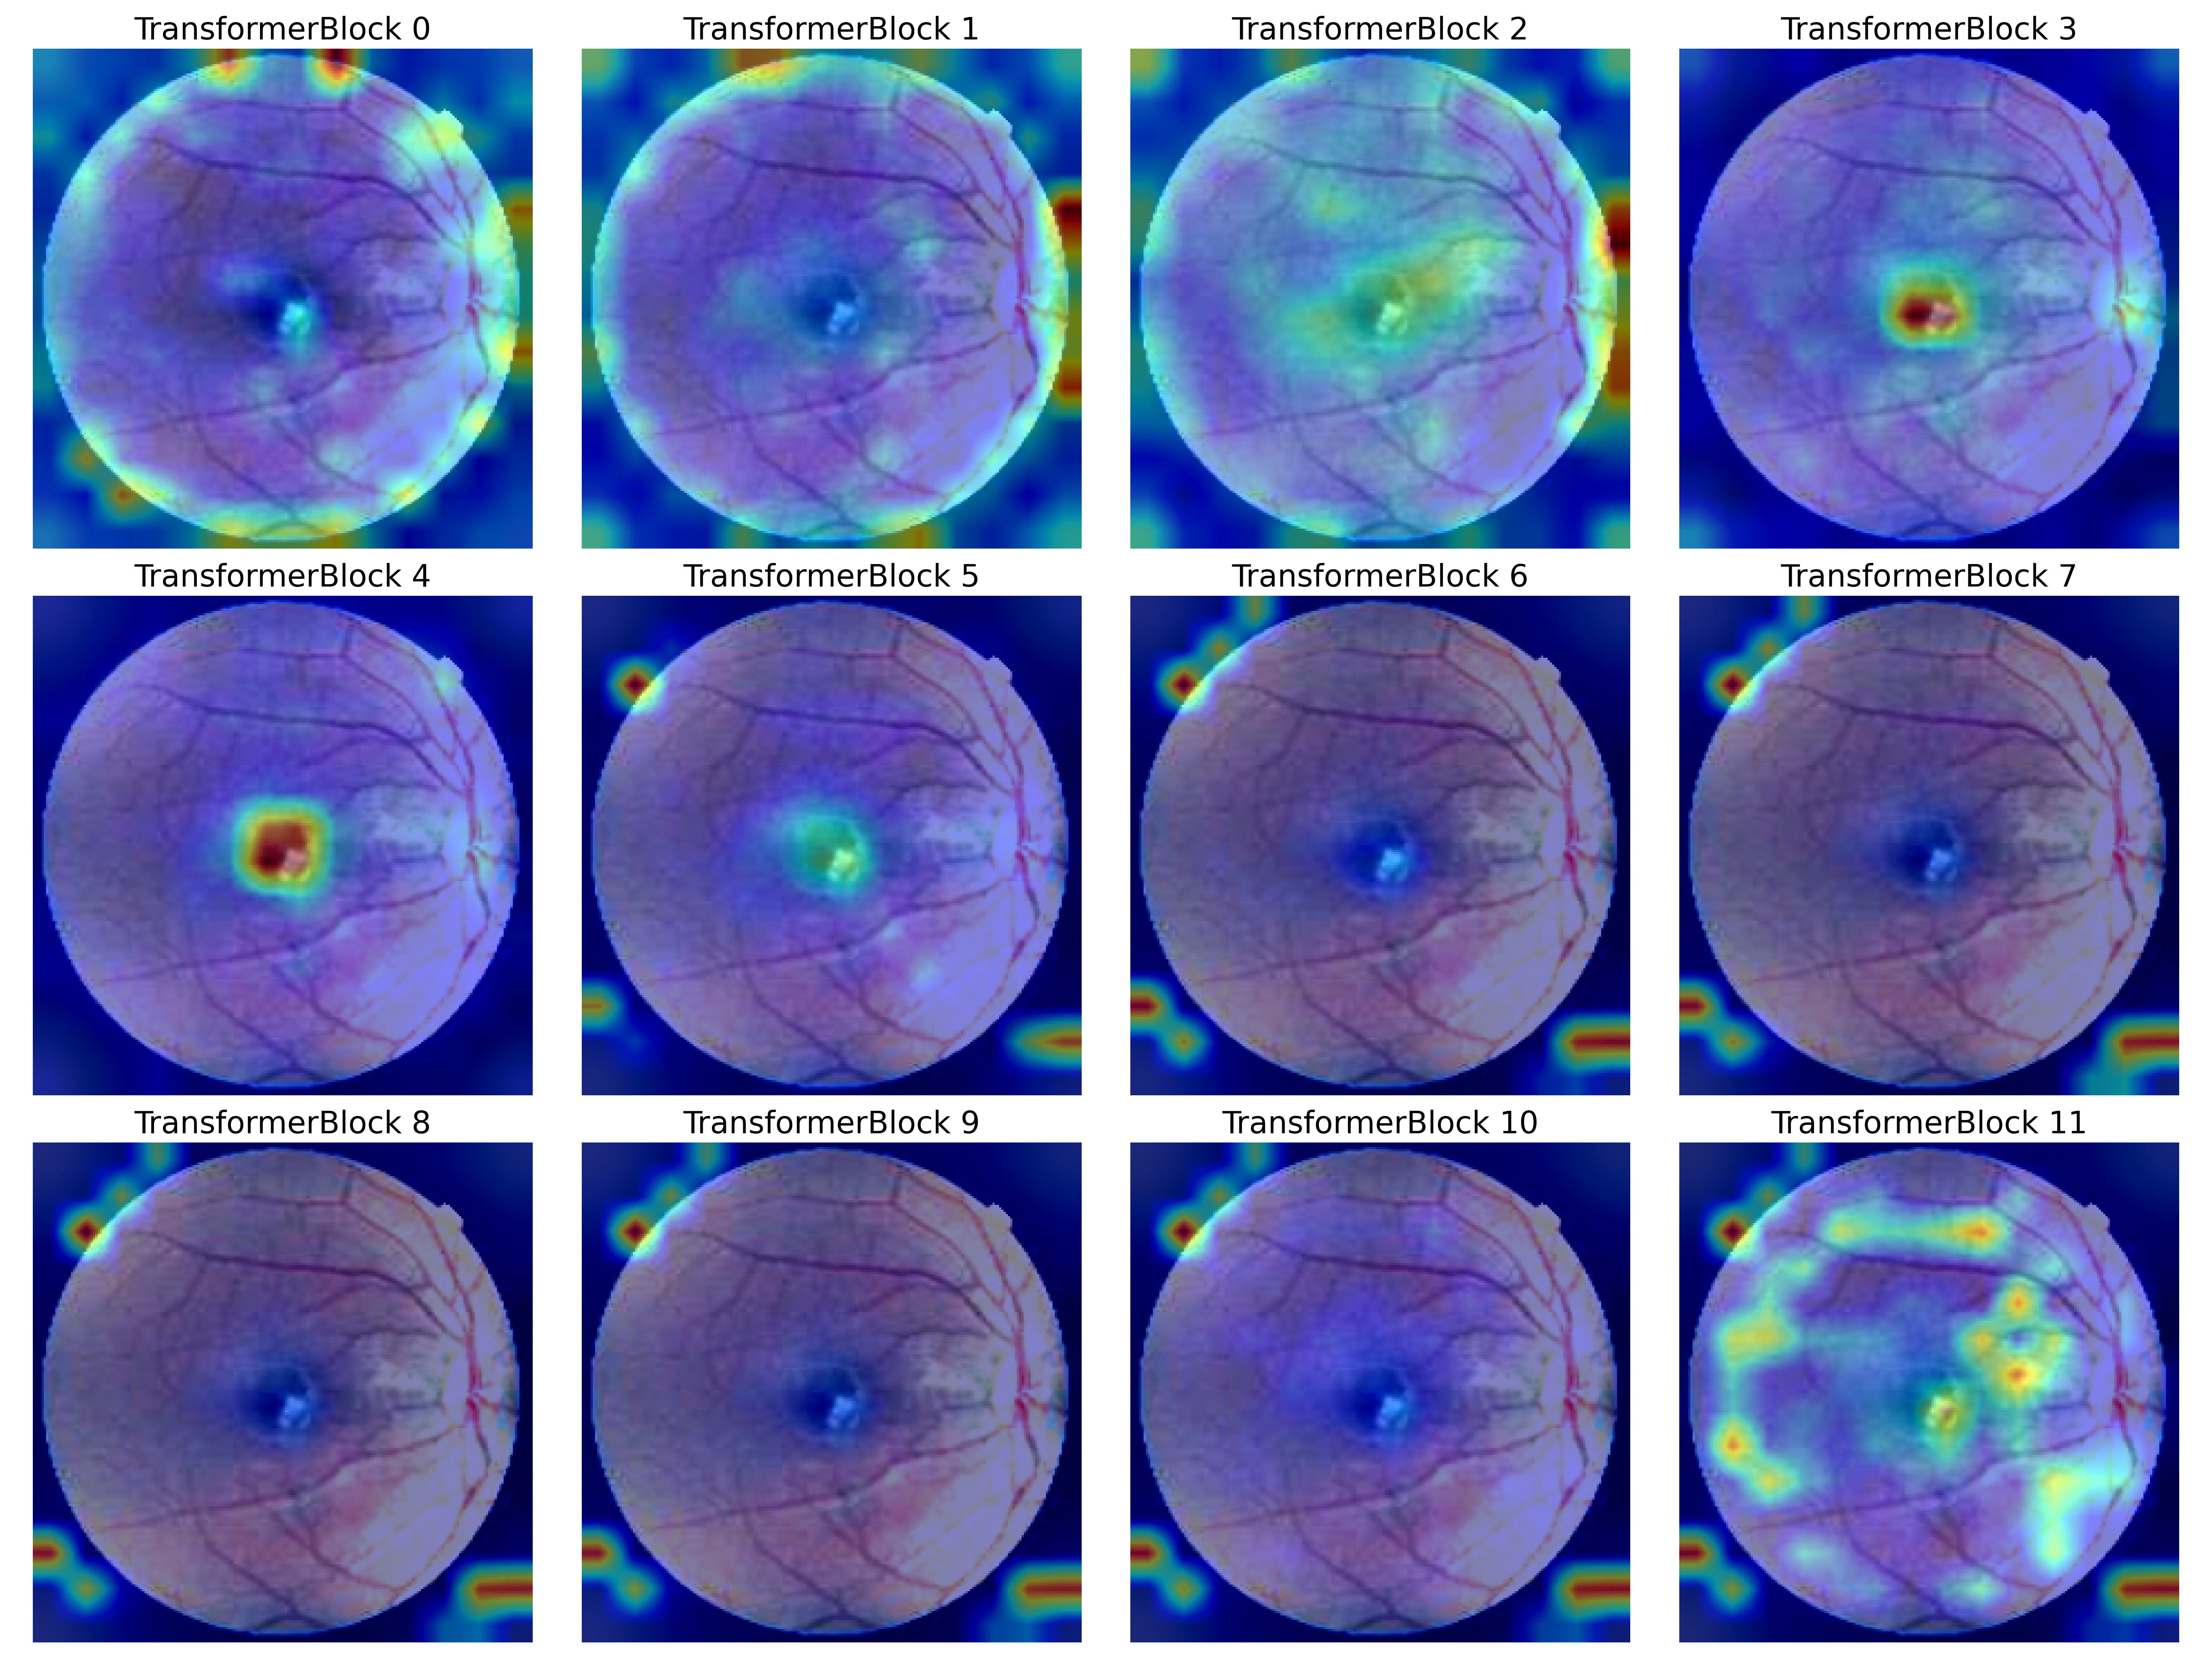 TransformerBlock 0
TransformerBlock 1
TransformerBlock 2
TransformerBlock 3
TransformerBlock 4
TransformerBlock 5
TransformerBlock 6
TransformerBlock 7
TransformerBlock 8
TransformerBlock 9
TransformerBlock 10
TransformerBlock 11